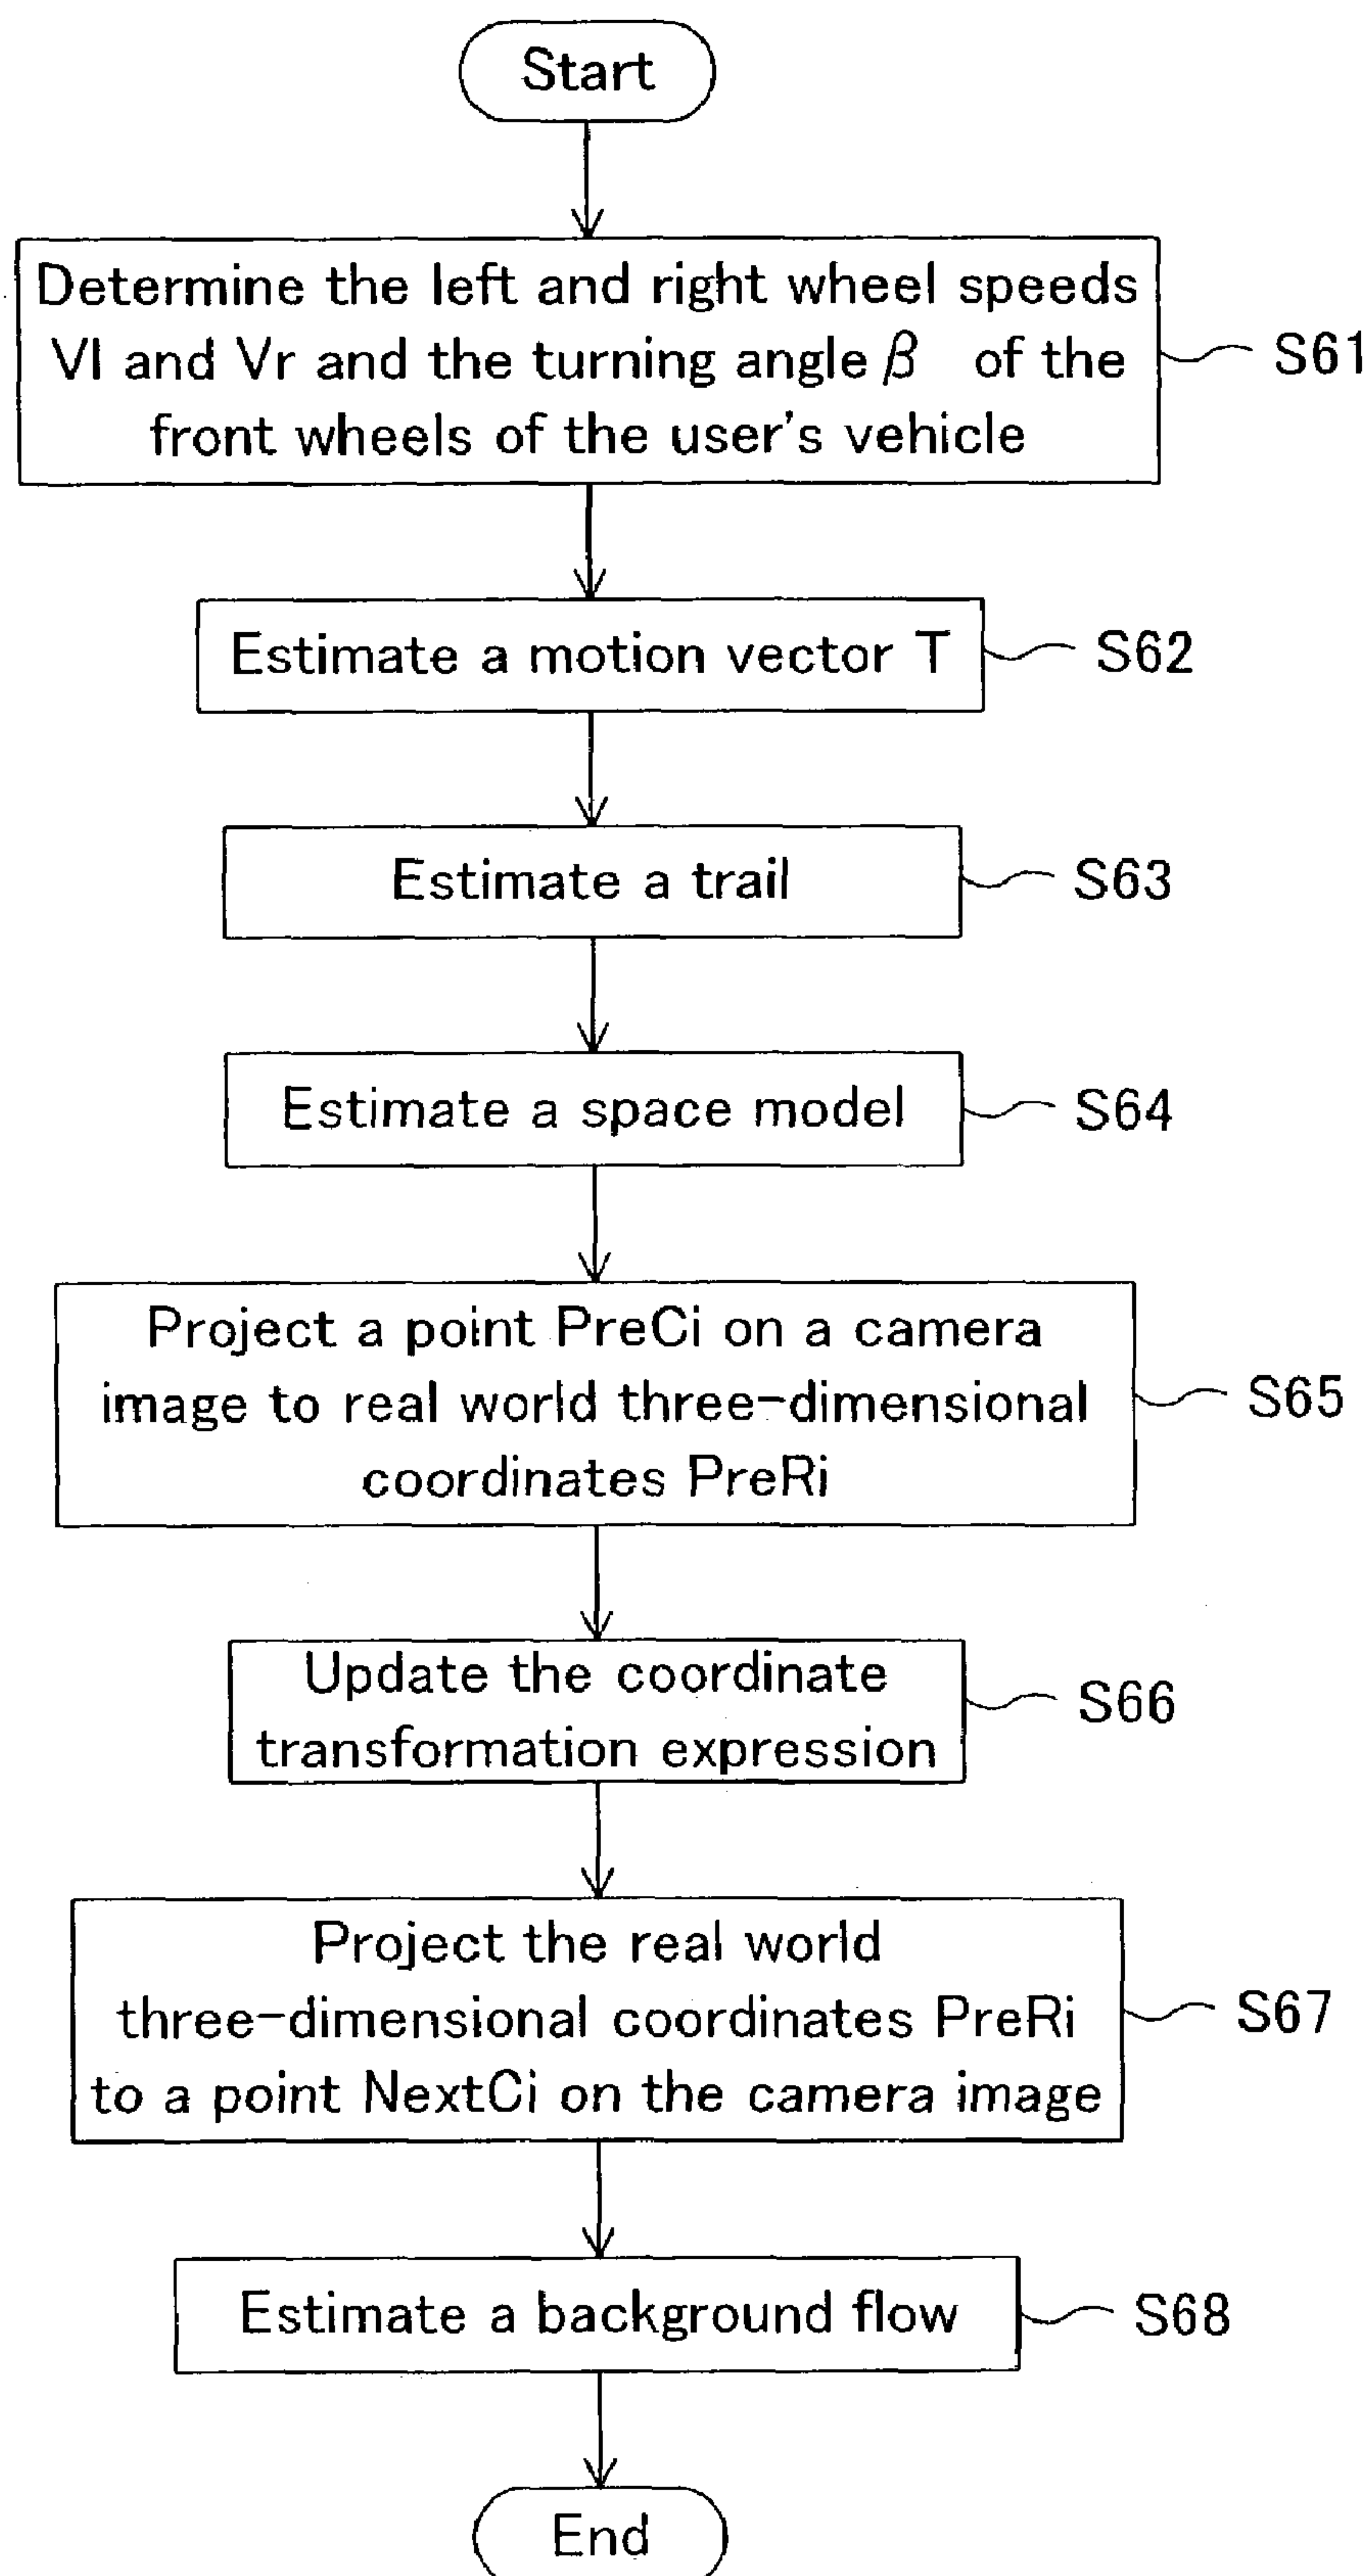 Start
Determine the left and right wheel speeds
Vl and Vr and the turning angle β of the
front wheels of the user's vehicle
S61
Estimate a motion vector T
S62
Estimate a trail
S63
Estimate a space model
S64
Project a point PreCi on a camera
image to real world three-dimensional
coordinates PreRi
S65
Update the coordinate
transformation expression
S66
Project the real world
three-dimensional coordinates PreRi
to a point NextCi on the camera image
S67
Estimate a background flow
S68
End